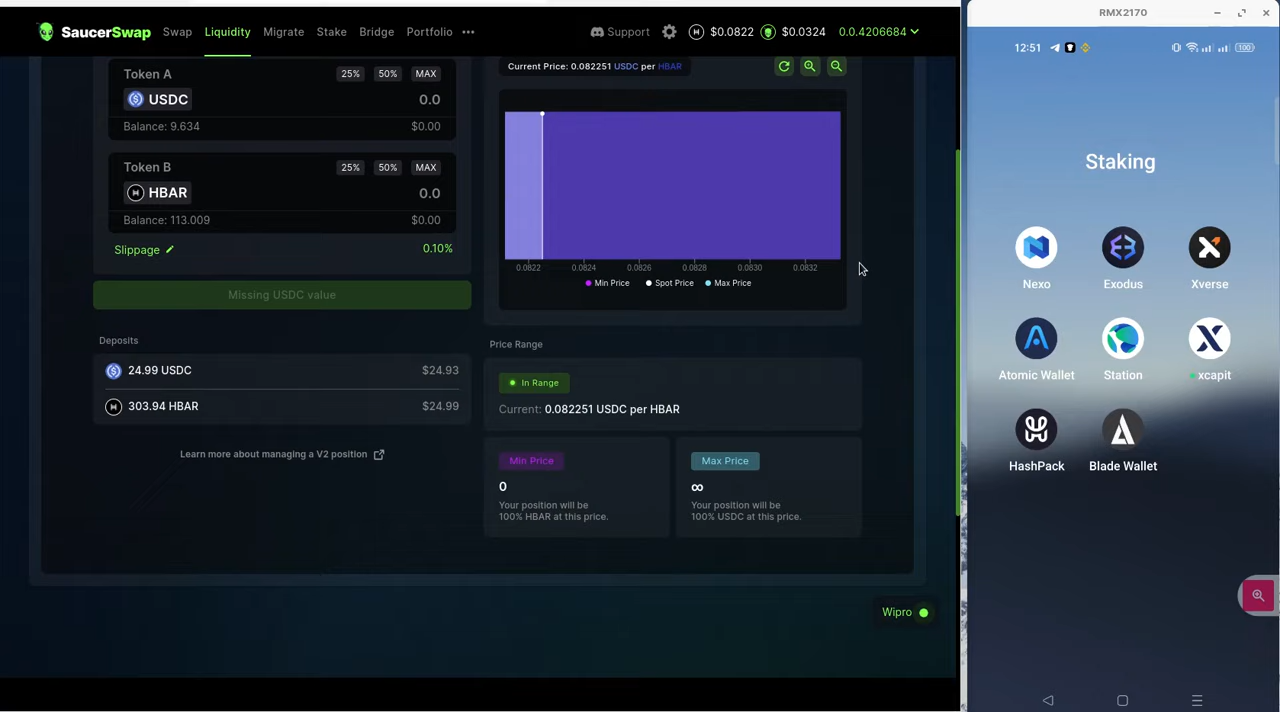 SaucerSwap Swap Liquidity Migrate Stake Bridge Portfolio ••• Support $0.0822 $0.0324 0.0.4206684
Token A 25% 50% MAX
USDC 0.0
Balance: 9.634 $0.00
Token B 25% 50% MAX
HBAR 0.0
Balance: 113.009 $0.00
Slippage 0.10%
Missing USDC value
Deposits
24.99 USDC $24.93
303.94 HBAR $24.99
Learn more about managing a V2 position
Current Price: 0.082251 USDC per HBAR
0.0822 0.0824 0.0826 0.0828 0.0830 0.0832
Min Price Spot Price Max Price
Price Range
In Range
Current: 0.082251 USDC per HBAR
Min Price
0
Your position will be
100% HBAR at this price.
Max Price
∞
Your position will be
100% USDC at this price.
Wipro
RMX2170
12:51 100
Staking
Nexo Exodus Xverse
Atomic Wallet Station xcapit
HashPack Blade Wallet